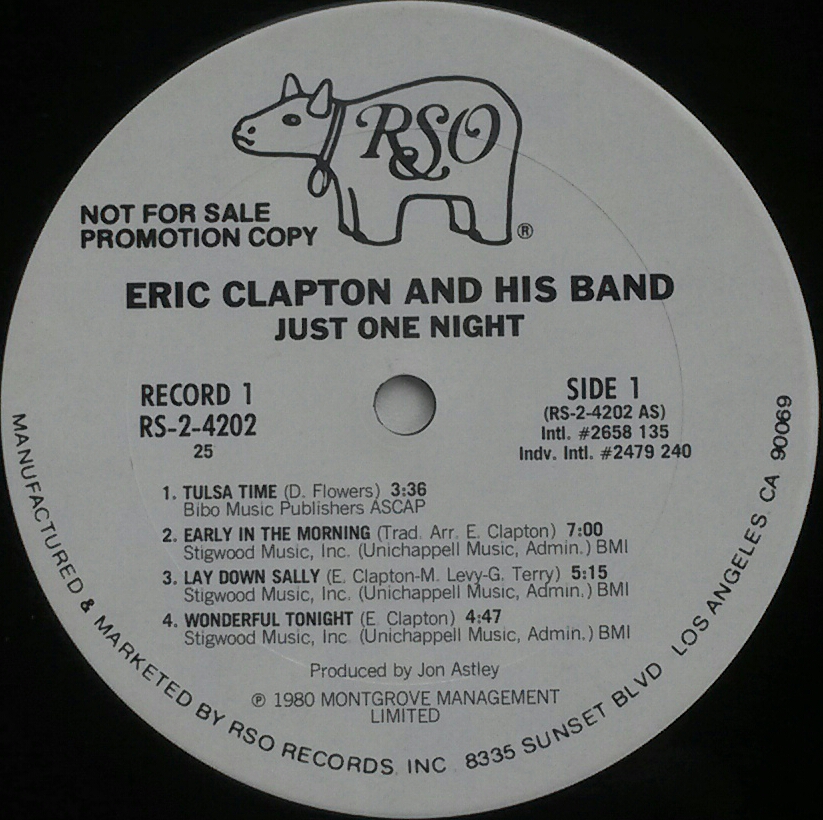 RSO
®
NOT FOR SALE
PROMOTION COPY
ERIC CLAPTON AND HIS BAND
JUST ONE NIGHT
RECORD 1
RS-2-4202
25
SIDE 1
(RS-2-4202 AS)
Intl. #2658 135
Indv. Intl. #2479 240
1. TULSA TIME (D. Flowers) 3:36
Bibo Music Publishers ASCAP
2. EARLY IN THE MORNING (Trad. Arr. E. Clapton) 7:00
Stigwood Music, Inc. (Unichappell Music, Admin.) BMI
3. LAY DOWN SALLY (E. Clapton-M. Levy-G. Terry) 5:15
Stigwood Music, Inc. (Unichappell Music, Admin.) BMI
4. WONDERFUL TONIGHT (E. Clapton) 4:47
Stigwood Music, Inc. (Unichappell Music, Admin.) BMI
Produced by Jon Astley
℗ 1980 MONTGROVE MANAGEMENT
LIMITED
MANUFACTURED & MARKETED BY RSO RECORDS, INC. 8335 SUNSET BLVD. LOS ANGELES, CA 90069